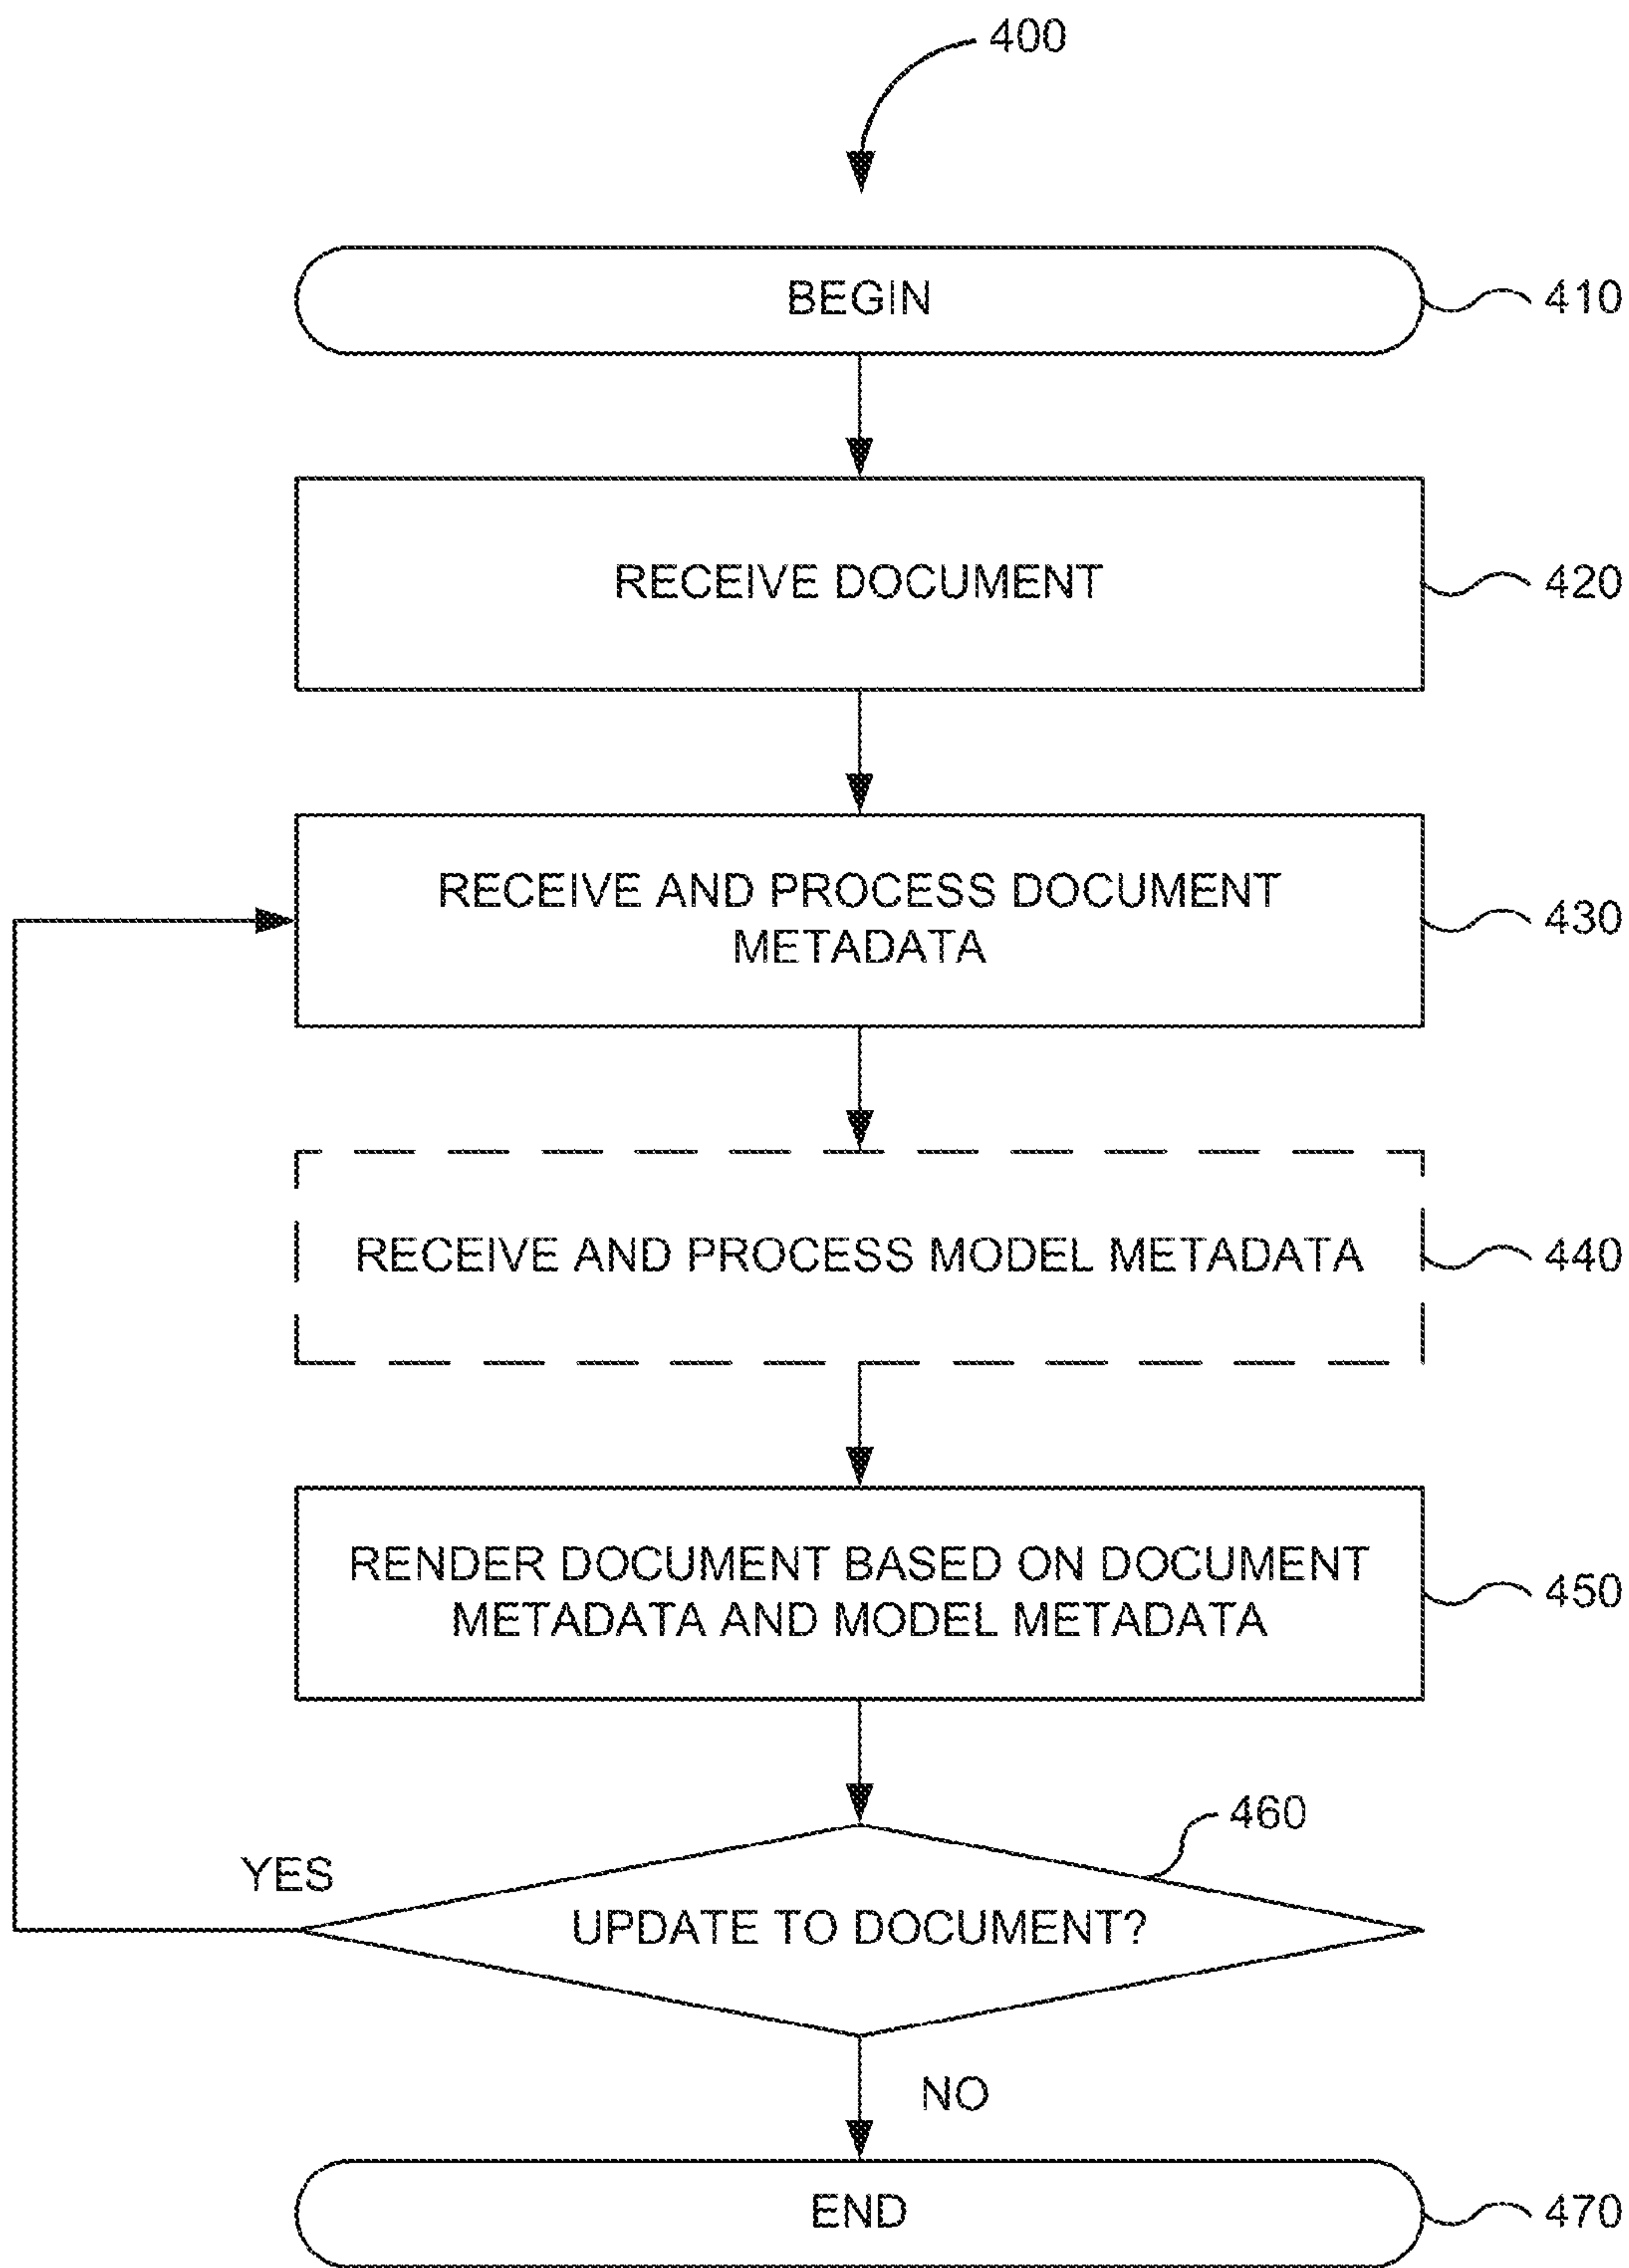 400
BEGIN
410
RECEIVE DOCUMENT
420
RECEIVE AND PROCESS DOCUMENT
METADATA
430
RECEIVE AND PROCESS MODEL METADATA
440
RENDER DOCUMENT BASED ON DOCUMENT
METADATA AND MODEL METADATA
450
460
YES
UPDATE TO DOCUMENT?
NO
END
470